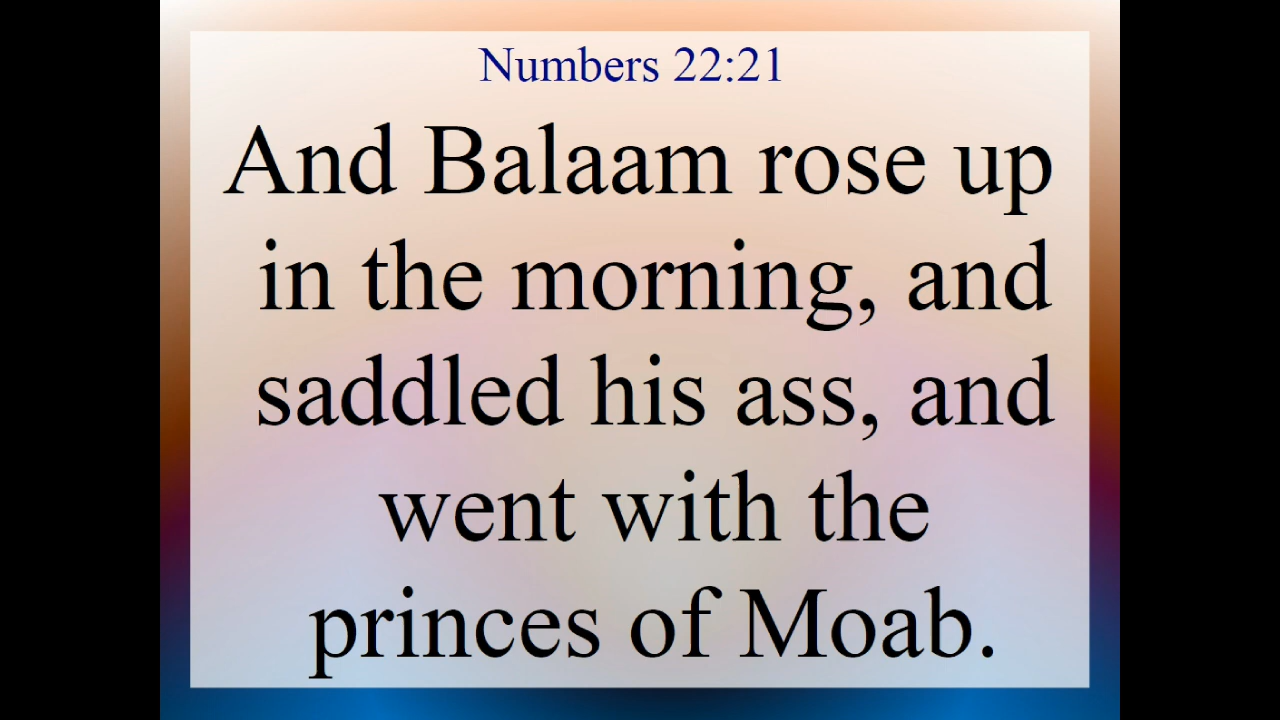 Numbers 22:21
And Balaam rose up
in the morning, and
saddled his ass, and
went with the
princes of Moab.